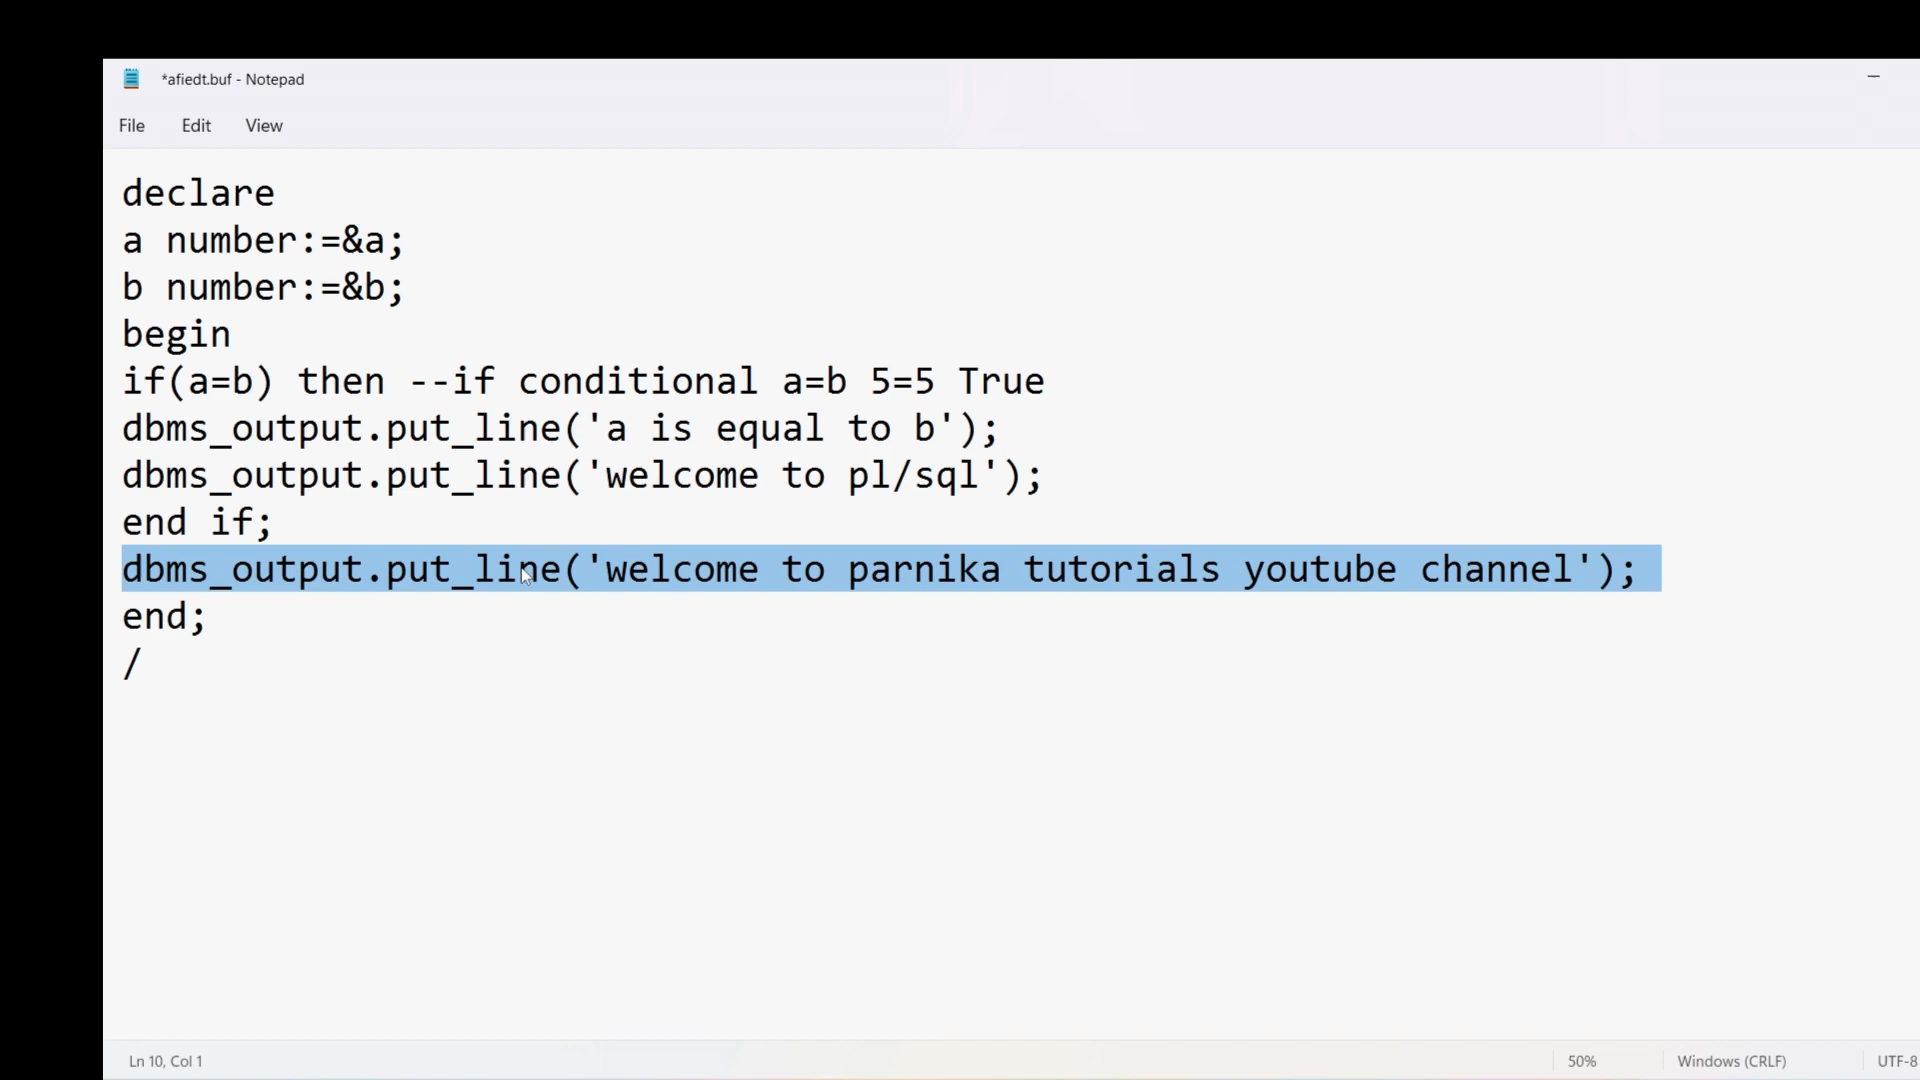 *afiedt.buf - Notepad
File Edit View
declare
a number:=&a;
b number:=&b;
begin
if(a=b) then --if conditional a=b 5=5 True
dbms_output.put_line('a is equal to b');
dbms_output.put_line('welcome to pl/sql');
end if;
dbms_output.put_line('welcome to parnika tutorials youtube channel');
end;
/
Ln 10, Col 1 50% Windows (CRLF) UTF-8